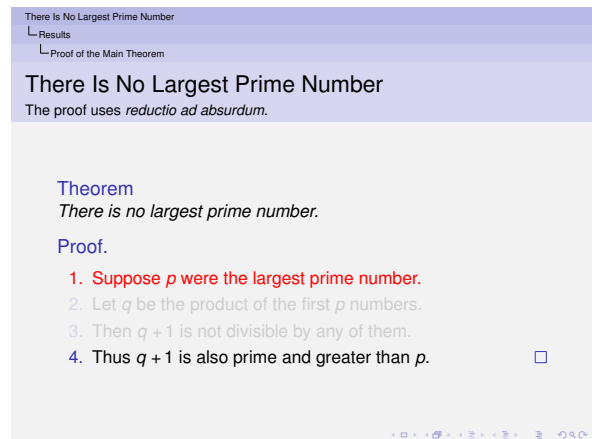 There Is No Largest Prime Number
Results
Proof of the Main Theorem
There Is No Largest Prime Number
The proof uses reductio ad absurdum.
Theorem
There is no largest prime number.
Proof.
1. Suppose p were the largest prime number.
2. Let q be the product of the first p numbers.
3. Then q + 1 is not divisible by any of them.
4. Thus q + 1 is also prime and greater than p.